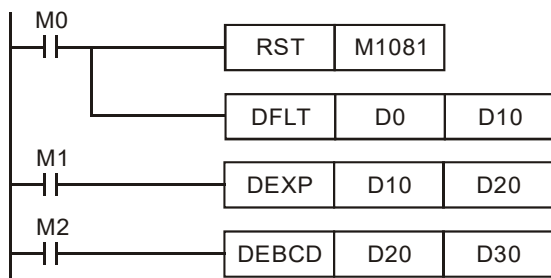 M0
RST M1081
DFLT D0 D10
M1
DEXP D10 D20
M2
DEBCD D20 D30